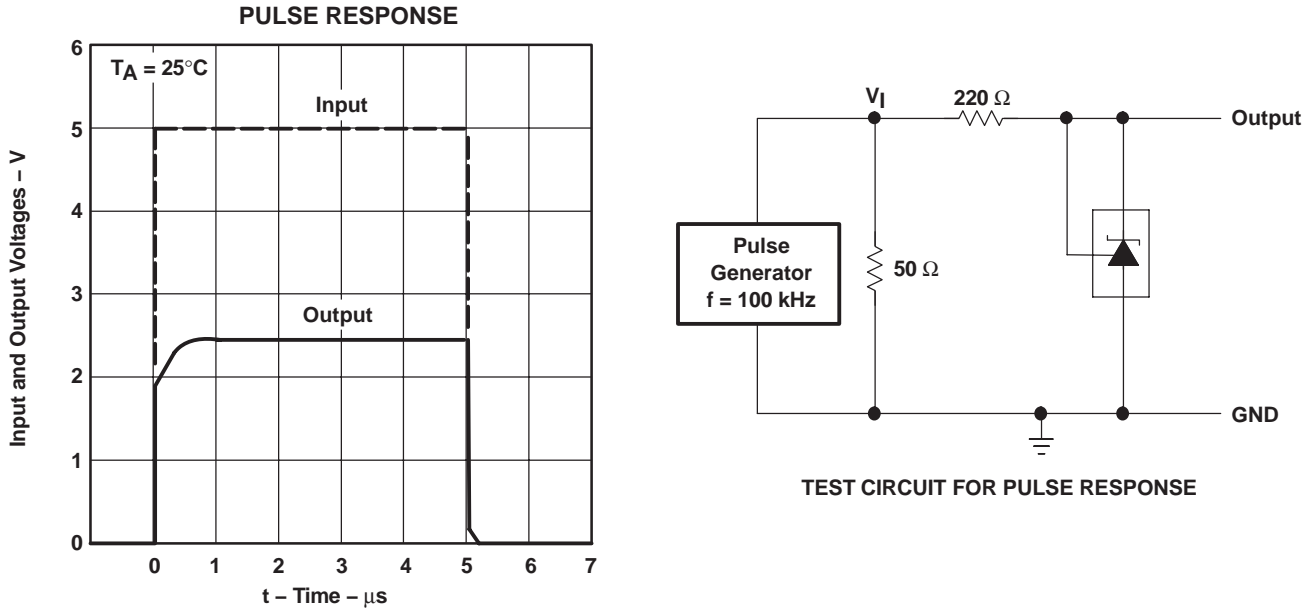 PULSE RESPONSE
TA = 25°C
Input
Output
Input and Output Voltages – V
6
5
4
3
2
1
0
0 1 2 3 4 5 6 7
t – Time – μs
VI
220 Ω
Output
Pulse
Generator
f = 100 kHz
50 Ω
GND
TEST CIRCUIT FOR PULSE RESPONSE